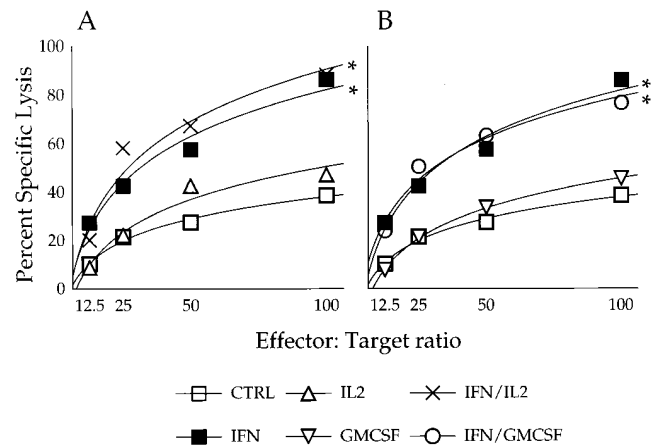 A
B
100
80
60
40
20
0
Percent Specific Lysis
*
*
*
*
12.5 25 50 100
12.5 25 50 100
Effector: Target ratio
CTRL IL2 IFN/IL2
IFN GMCSF IFN/GMCSF